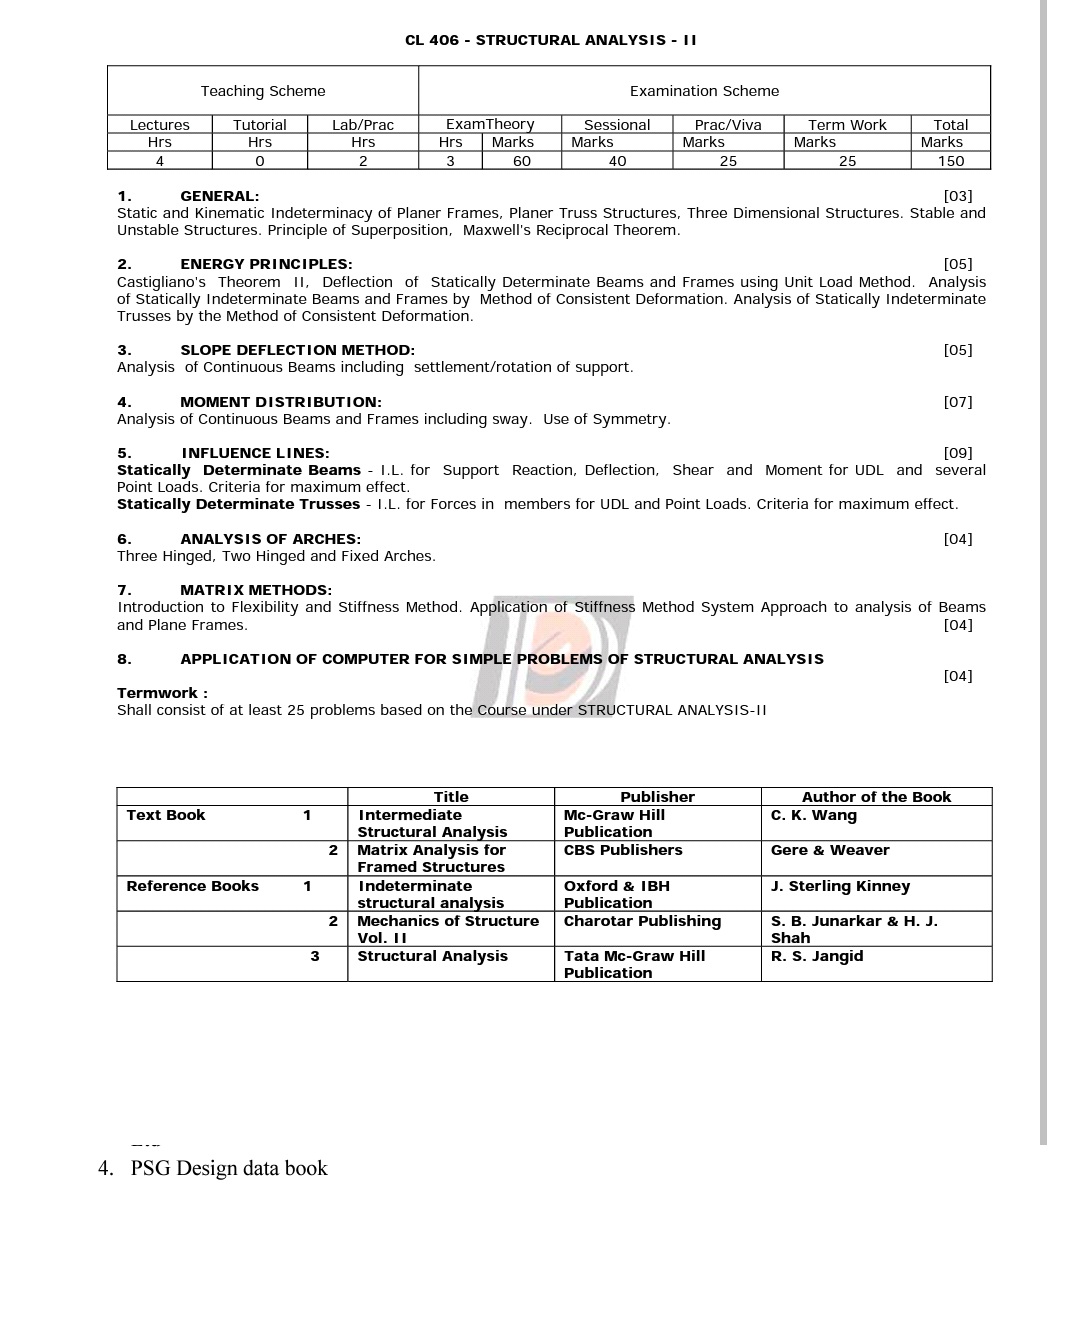 CL 406 - STRUCTURAL ANALYSIS - II
Teaching Scheme Examination Scheme
Lectures Tutorial Lab/Prac ExamTheory Sessional Prac/Viva Term Work Total
Hrs Hrs Hrs Hrs Marks Marks Marks Marks Marks
4 0 2 3 60 40 25 25 150
1. GENERAL: [03]
Static and Kinematic Indeterminacy of Planer Frames, Planer Truss Structures, Three Dimensional Structures. Stable and
Unstable Structures. Principle of Superposition, Maxwell's Reciprocal Theorem.
2. ENERGY PRINCIPLES: [05]
Castigliano's Theorem II, Deflection of Statically Determinate Beams and Frames using Unit Load Method. Analysis
of Statically Indeterminate Beams and Frames by Method of Consistent Deformation. Analysis of Statically Indeterminate
Trusses by the Method of Consistent Deformation.
3. SLOPE DEFLECTION METHOD: [05]
Analysis of Continuous Beams including settlement/rotation of support.
4. MOMENT DISTRIBUTION: [07]
Analysis of Continuous Beams and Frames including sway. Use of Symmetry.
5. INFLUENCE LINES: [09]
Statically Determinate Beams - I.L. for Support Reaction, Deflection, Shear and Moment for UDL and several
Point Loads. Criteria for maximum effect.
Statically Determinate Trusses - I.L. for Forces in members for UDL and Point Loads. Criteria for maximum effect.
6. ANALYSIS OF ARCHES: [04]
Three Hinged, Two Hinged and Fixed Arches.
7. MATRIX METHODS:
Introduction to Flexibility and Stiffness Method. Application of Stiffness Method System Approach to analysis of Beams
and Plane Frames. [04]
8. APPLICATION OF COMPUTER FOR SIMPLE PROBLEMS OF STRUCTURAL ANALYSIS
[04]
Termwork :
Shall consist of at least 25 problems based on the Course under STRUCTURAL ANALYSIS-II
Title Publisher Author of the Book
Text Book 1 Intermediate Mc-Graw Hill C. K. Wang
Structural Analysis Publication
2 Matrix Analysis for CBS Publishers Gere & Weaver
Framed Structures
Reference Books 1 Indeterminate Oxford & IBH J. Sterling Kinney
structural analysis Publication
2 Mechanics of Structure Charotar Publishing S. B. Junarkar & H. J.
Vol. II Shah
3 Structural Analysis Tata Mc-Graw Hill R. S. Jangid
Publication
4. PSG Design data book